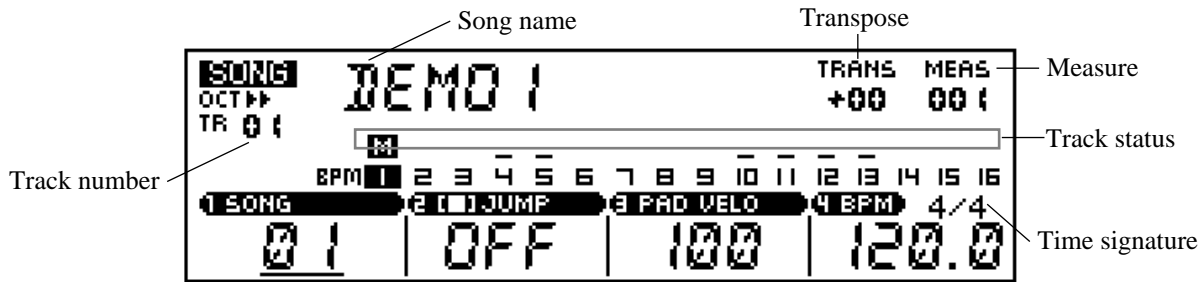 Song name
Transpose
SONG DEMO1 TRANS MEAS
Measure
OCT
+00 001
TR 01
M
Track status
Track number
BPM 1 2 3 4 5 6 7 8 9 10 11 12 13 14 15 16
1 SONG 2 [■] JUMP 3 PAD VELO 4 BPM 4/4
01 OFF 100 120.0
Time signature